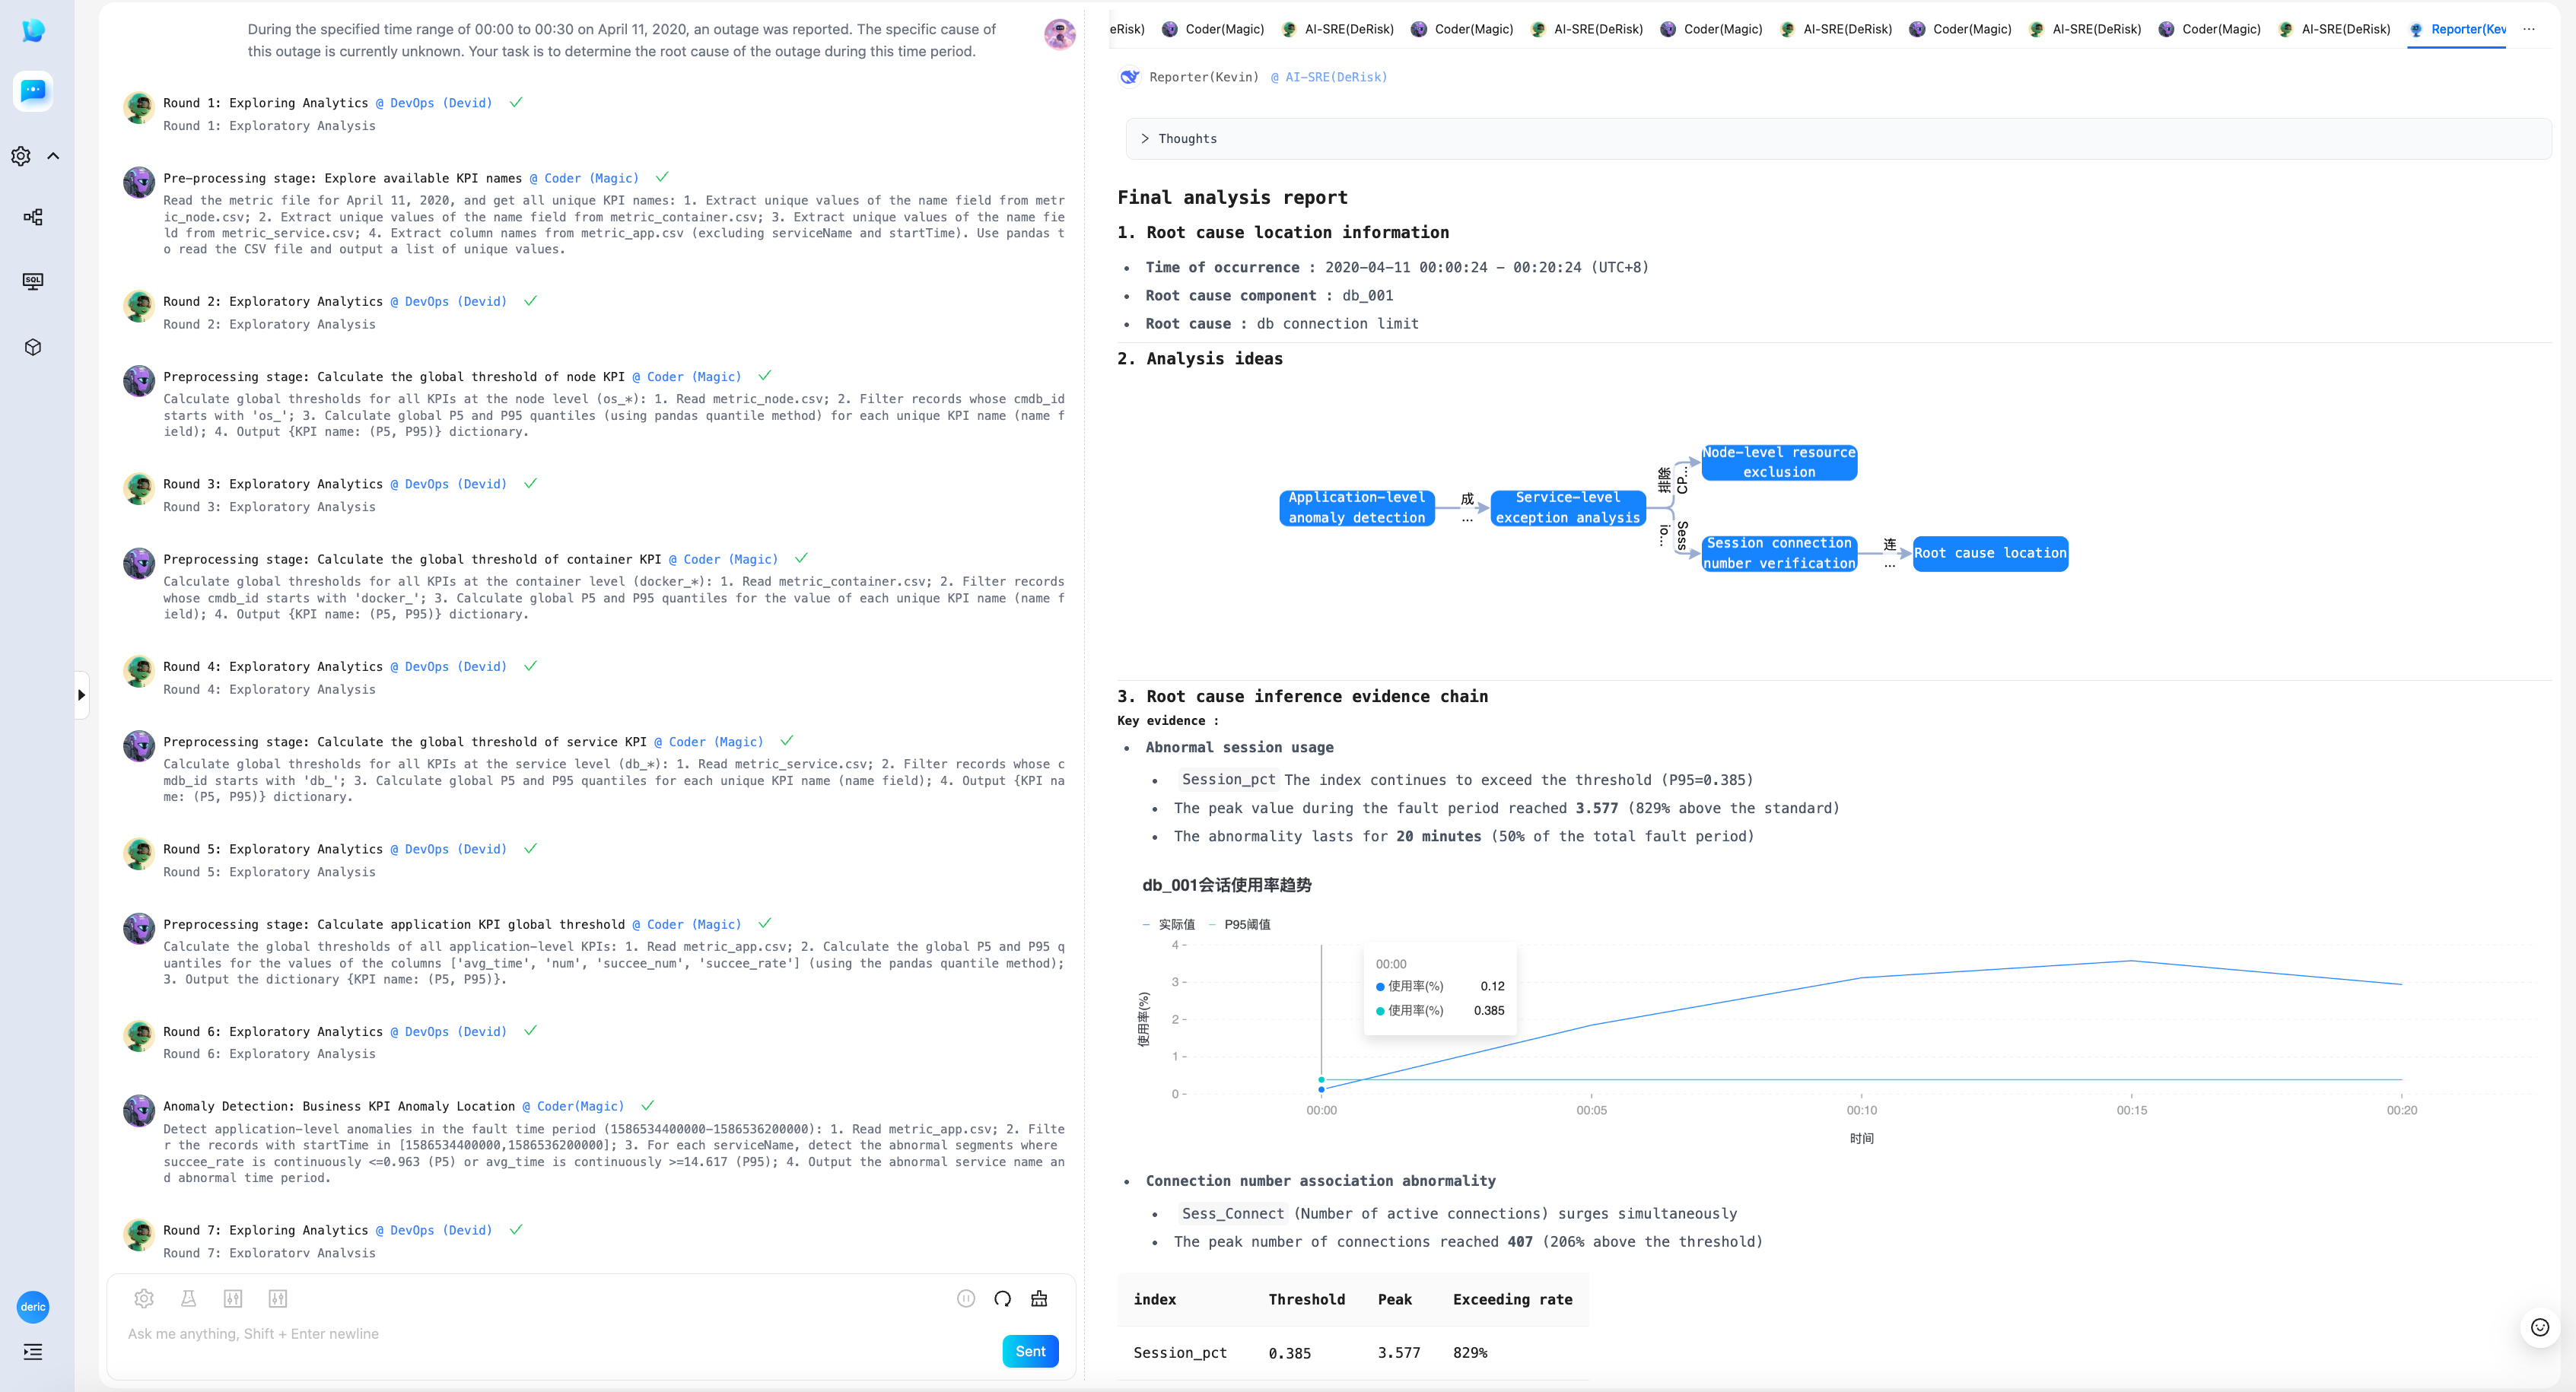 During the specified time range of 00:00 to 00:30 on April 11, 2020, an outage was reported. The specific cause of
this outage is currently unknown. Your task is to determine the root cause of the outage during this time period.
Round 1: Exploring Analytics @ DevOps (Devid)
Round 1: Exploratory Analysis
Pre-processing stage: Explore available KPI names @ Coder (Magic)
Read the metric file for April 11, 2020, and get all unique KPI names: 1. Extract unique values of the name field from metr
ic_node.csv; 2. Extract unique values of the name field from metric_container.csv; 3. Extract unique values of the name fie
ld from metric_service.csv; 4. Extract column names from metric_app.csv (excluding serviceName and startTime). Use pandas t
o read the CSV file and output a list of unique values.
Round 2: Exploratory Analytics @ DevOps (Devid)
Round 2: Exploratory Analysis
Preprocessing stage: Calculate the global threshold of node KPI @ Coder (Magic)
Calculate global thresholds for all KPIs at the node level (os_*): 1. Read metric_node.csv; 2. Filter records whose cmdb_id
starts with 'os_'; 3. Calculate global P5 and P95 quantiles (using pandas quantile method) for each unique KPI name (name f
ield); 4. Output {KPI name: (P5, P95)} dictionary.
Round 3: Exploratory Analytics @ DevOps (Devid)
Round 3: Exploratory Analysis
Preprocessing stage: Calculate the global threshold of container KPI @ Coder (Magic)
Calculate global thresholds for all KPIs at the container level (docker_*): 1. Read metric_container.csv; 2. Filter records
whose cmdb_id starts with 'docker_'; 3. Calculate global P5 and P95 quantiles for the value of each unique KPI name (name f
ield); 4. Output {KPI name: (P5, P95)} dictionary.
Round 4: Exploratory Analytics @ DevOps (Devid)
Round 4: Exploratory Analysis
Preprocessing stage: Calculate the global threshold of service KPI @ Coder (Magic)
Calculate global thresholds for all KPIs at the service level (db_*): 1. Read metric_service.csv; 2. Filter records whose c
mdb_id starts with 'db_'; 3. Calculate global P5 and P95 quantiles for each unique KPI name (name field); 4. Output {KPI na
me: (P5, P95)} dictionary.
Round 5: Exploratory Analytics @ DevOps (Devid)
Round 5: Exploratory Analysis
Preprocessing stage: Calculate application KPI global threshold @ Coder (Magic)
Calculate the global thresholds of all application-level KPIs: 1. Read metric_app.csv; 2. Calculate the global P5 and P95 q
uantiles for the values of the columns ['avg_time', 'num', 'succee_num', 'succee_rate'] (using the pandas quantile method);
3. Output the dictionary {KPI name: (P5, P95)}.
Round 6: Exploratory Analytics @ DevOps (Devid)
Round 6: Exploratory Analysis
Anomaly Detection: Business KPI Anomaly Location @ Coder(Magic)
Detect application-level anomalies in the fault time period (1586534400000-1586536200000): 1. Read metric_app.csv; 2. Filte
r the records with startTime in [1586534400000,1586536200000]; 3. For each serviceName, detect the abnormal segments where
succee_rate is continuously <=0.963 (P5) or avg_time is continuously >=14.617 (P95); 4. Output the abnormal service name an
d abnormal time period.
Round 7: Exploring Analytics @ DevOps (Devid)
Round 7: Exploratory Analysis
Ask me anything, Shift + Enter newline
Sent
SQL
deric
eRisk) Coder(Magic) AI-SRE(DeRisk) Coder(Magic) AI-SRE(DeRisk) Coder(Magic) AI-SRE(DeRisk) Coder(Magic) AI-SRE(DeRisk) Coder(Magic) AI-SRE(DeRisk) Reporter(Kev ...
Reporter(Kevin) @ AI-SRE(DeRisk)
> Thoughts
Final analysis report
1. Root cause location information
• Time of occurrence : 2020-04-11 00:00:24 - 00:20:24 (UTC+8)
• Root cause component : db_001
• Root cause : db connection limit
2. Analysis ideas
Application-level
anomaly detection
成
...
Service-level
exception analysis
排除
CP...
Node-level resource
exclusion
Sess
io...
Session connection
number verification
连
...
Root cause location
3. Root cause inference evidence chain
Key evidence :
• Abnormal session usage
• Session_pct The index continues to exceed the threshold (P95=0.385)
• The peak value during the fault period reached 3.577 (829% above the standard)
• The abnormality lasts for 20 minutes (50% of the total fault period)
db_001会话使用率趋势
实际值 P95阈值
使用率(%)
4
3
2
1
0
00:00
使用率(%) 0.12
使用率(%) 0.385
00:00 00:05 00:10 00:15 00:20
时间
• Connection number association abnormality
• Sess_Connect (Number of active connections) surges simultaneously
• The peak number of connections reached 407 (206% above the threshold)
index Threshold Peak Exceeding rate
Session_pct 0.385 3.577 829%